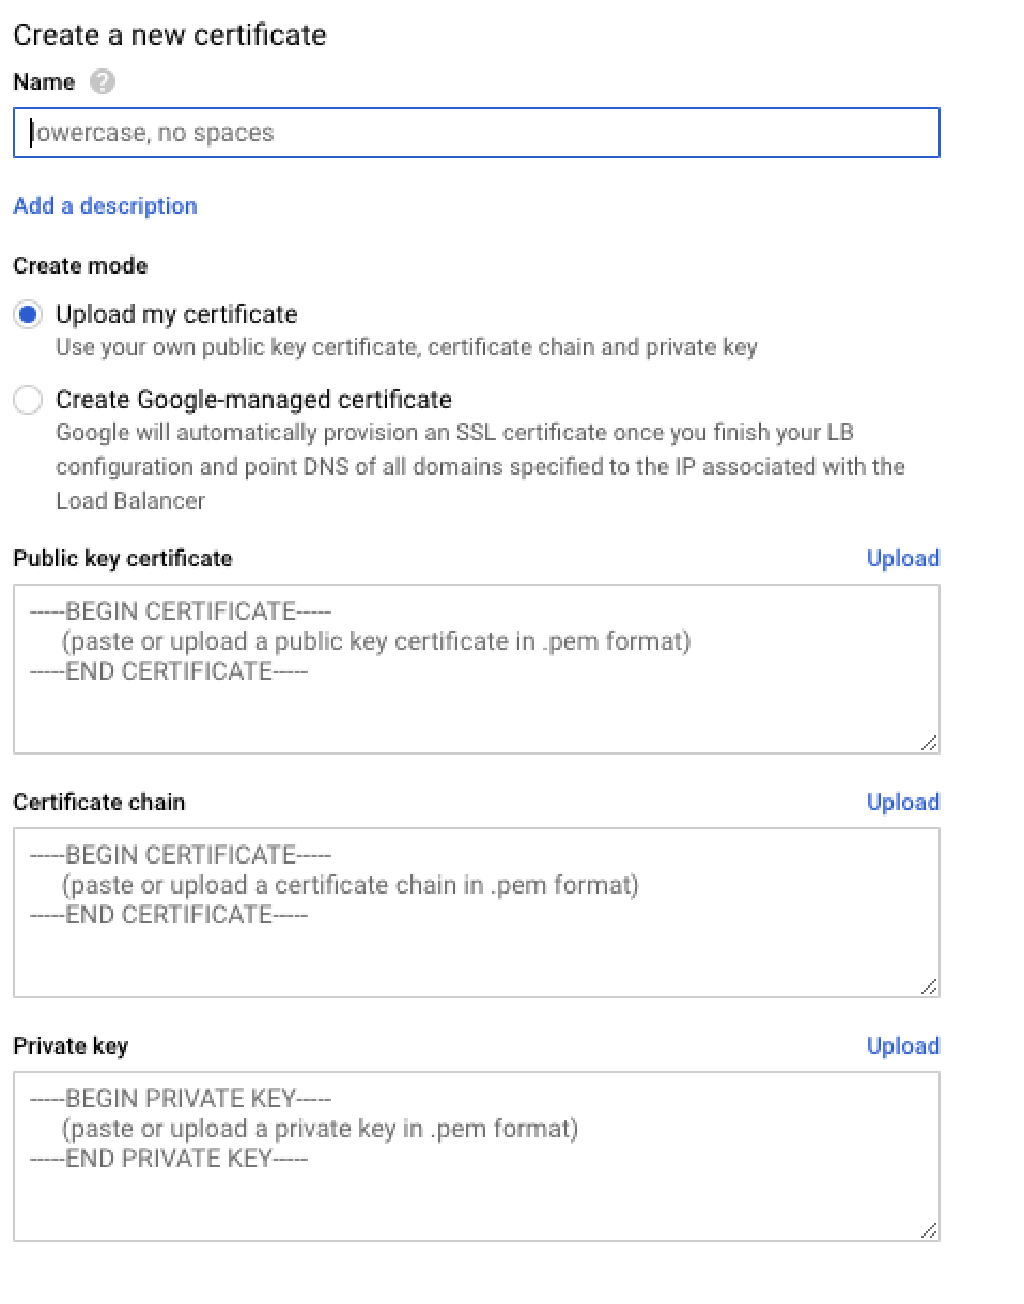 Create a new certificate
Name ?
lowercase, no spaces
Add a description
Create mode
Upload my certificate
Use your own public key certificate, certificate chain and private key
Create Google-managed certificate
Google will automatically provision an SSL certificate once you finish your LB
configuration and point DNS of all domains specified to the IP associated with the
Load Balancer
Public key certificate Upload
-----BEGIN CERTIFICATE-----
(paste or upload a public key certificate in .pem format)
-----END CERTIFICATE-----
Certificate chain Upload
-----BEGIN CERTIFICATE-----
(paste or upload a certificate chain in .pem format)
-----END CERTIFICATE-----
Private key Upload
-----BEGIN PRIVATE KEY-----
(paste or upload a private key in .pem format)
-----END PRIVATE KEY-----